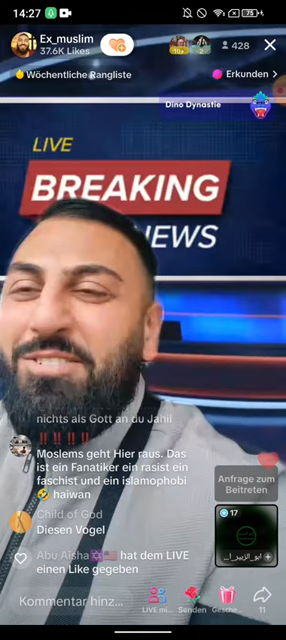 14:27
75
Ex_muslim
37.6K Likes
428
Wöchentliche Rangliste
Erkunden >
Dino Dynastie
LIVE
BREAKING
NEWS
nichts als Gott an du Jahil
‼️‼️‼️‼️
Moslems geht Hier raus. Das
ist ein Fanatiker ein rasist ein
faschist und ein islamophobi
🤣 haiwan
Child of God
Diesen Vogel
Abu Aisha hat dem LIVE
einen Like gegeben
Anfrage zum
Beitreten
17
Kommentar hinz...
LIVE mi...
Senden
Gesche...
11